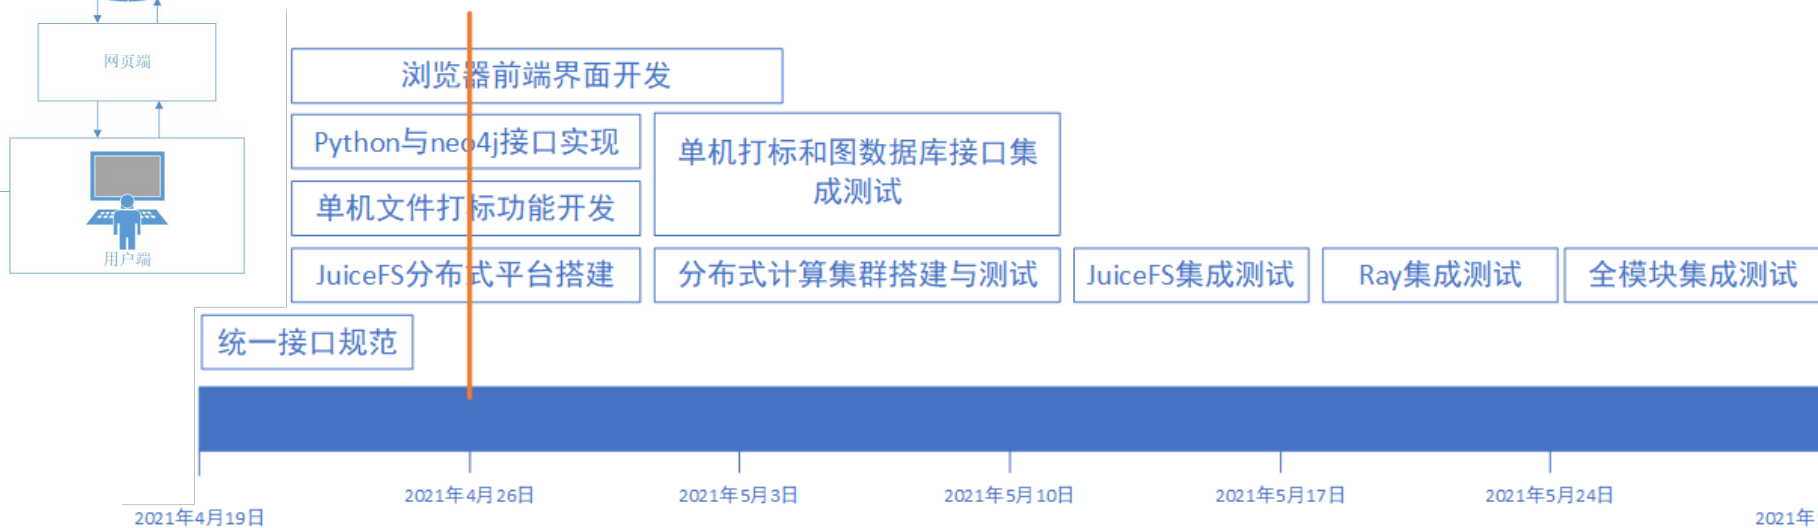 网页端
用户端
浏览器前端界面开发
Python与neo4j接口实现
单机打标和图数据库接口集
成测试
单机文件打标功能开发
JuiceFS分布式平台搭建
分布式计算集群搭建与测试
JuiceFS集成测试
Ray集成测试
全模块集成测试
统一接口规范
2021年4月19日
2021年4月26日
2021年5月3日
2021年5月10日
2021年5月17日
2021年5月24日
2021年